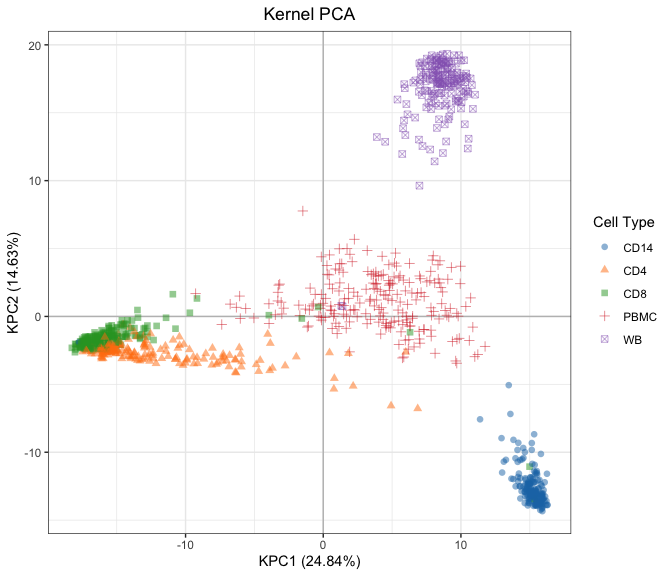 Kernel PCA
KPC2 (14.63%)
20
10
0
-10
-10
0
10
KPC1 (24.84%)
Cell Type
CD14
CD4
CD8
PBMC
WB